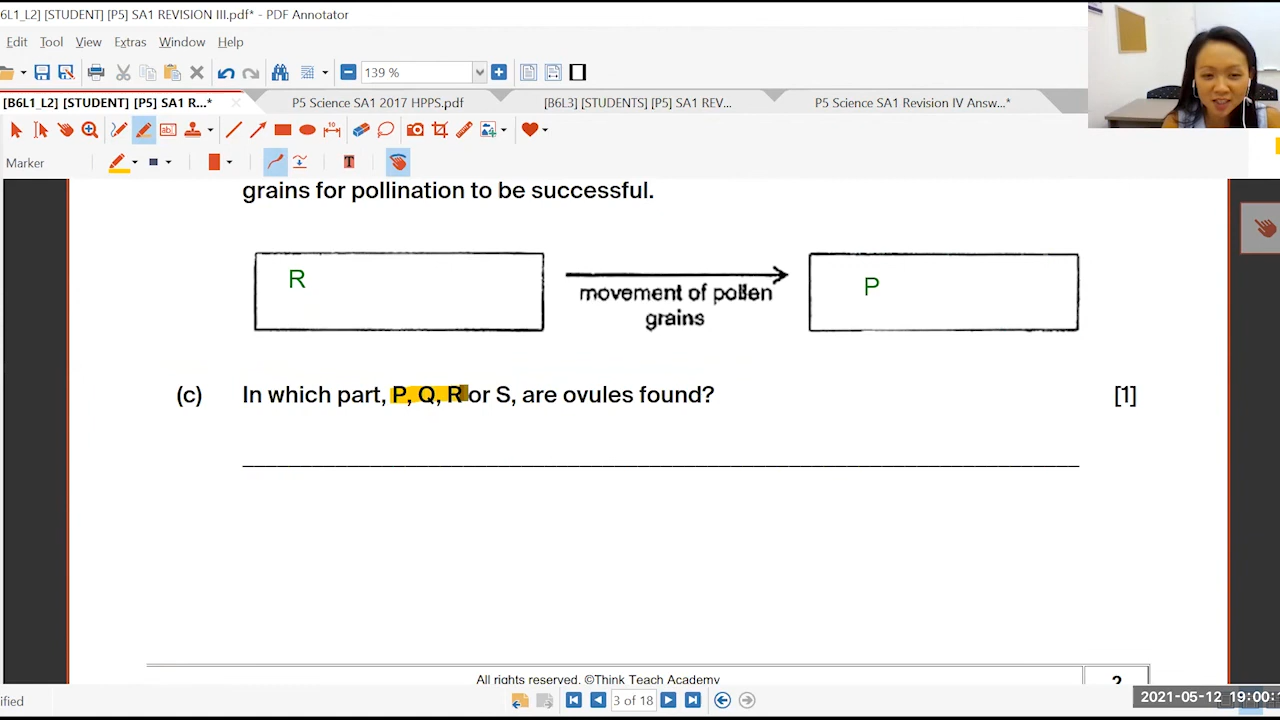 6L1_L2] [STUDENT] [P5] SA1 REVISION III.pdf* - PDF Annotator
Edit Tool View Extras Window Help
139 %
[B6L1_L2] [STUDENT] [P5] SA1 R...* P5 Science SA1 2017 HPPS.pdf [B6L3] [STUDENTS] [P5] SA1 REV... P5 Science SA1 Revision IV Answ...*
Marker
grains for pollination to be successful.
R
P
movement of pollen
grains
(c) In which part, P, Q, R or S, are ovules found? [1]
All rights reserved. ©Think Teach Academy 2
ified 3 of 18 2021-05-12 19:00:1